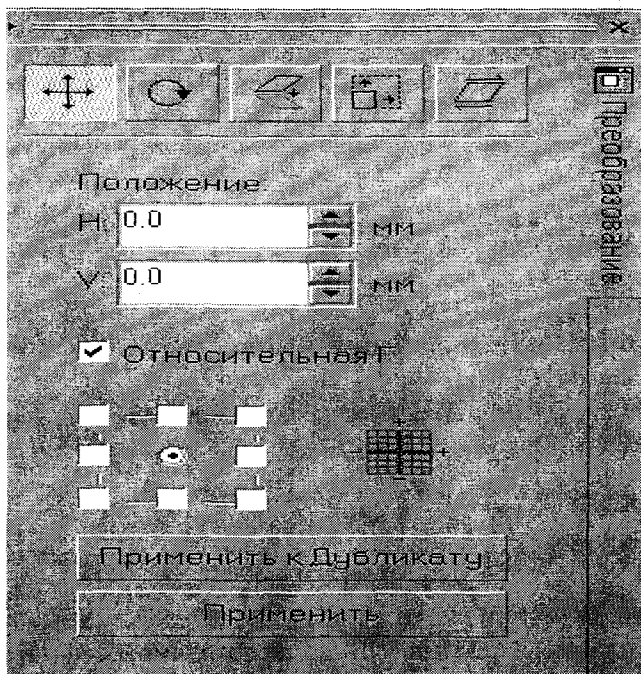 Преобразование
Положение
H: 0.0 мм
V: 0.0 мм
Относительная П
Применить к Дубликату
Применить